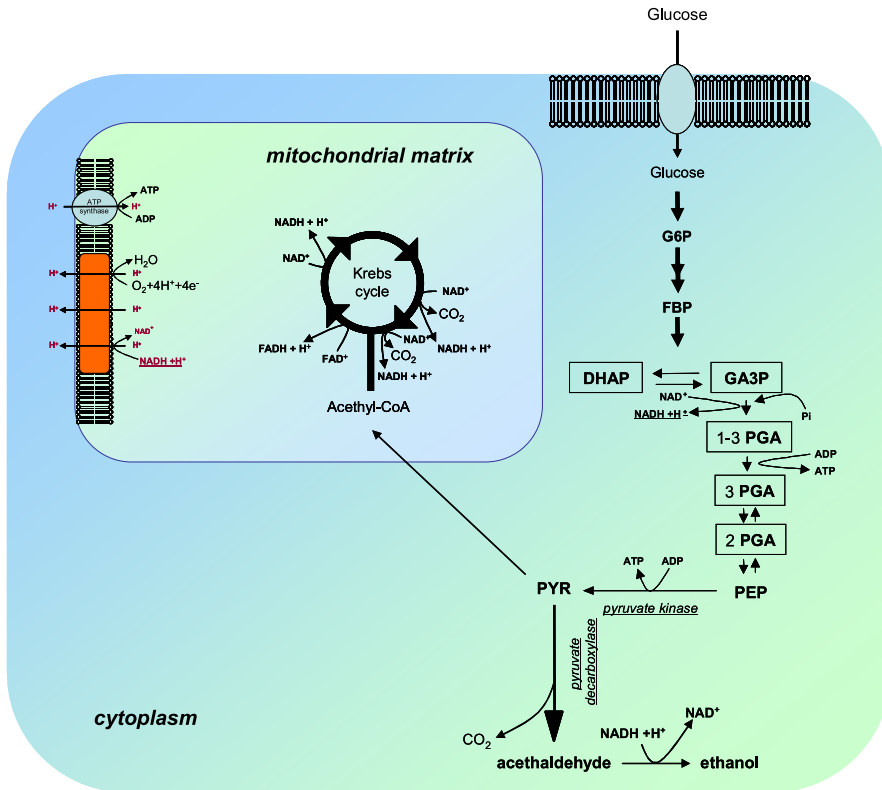 Glucose
mitochondrial matrix
Glucose
ATP
H⁺
ATP
synthase
H⁺
ADP
G6P
H₂O
H⁺
H⁺
O₂+4H⁺+4e⁻
H⁺
H⁺
NAD⁺
H⁺
H⁺
NADH +H⁺
NADH + H⁺
NAD⁺
Krebs
cycle
NAD⁺
CO₂
NADH + H⁺
NAD⁺
CO₂
NADH + H⁺
FADH + H⁺
FAD⁺
Acethyl-CoA
FBP
DHAP
GA3P
NAD⁺
NADH +H⁺
Pi
1-3 PGA
ADP
ATP
3 PGA
2 PGA
PEP
ATP
ADP
PYR
pyruvate kinase
pyruvate
decarboxylase
cytoplasm
CO₂
NADH +H⁺
NAD⁺
acethaldehyde
ethanol